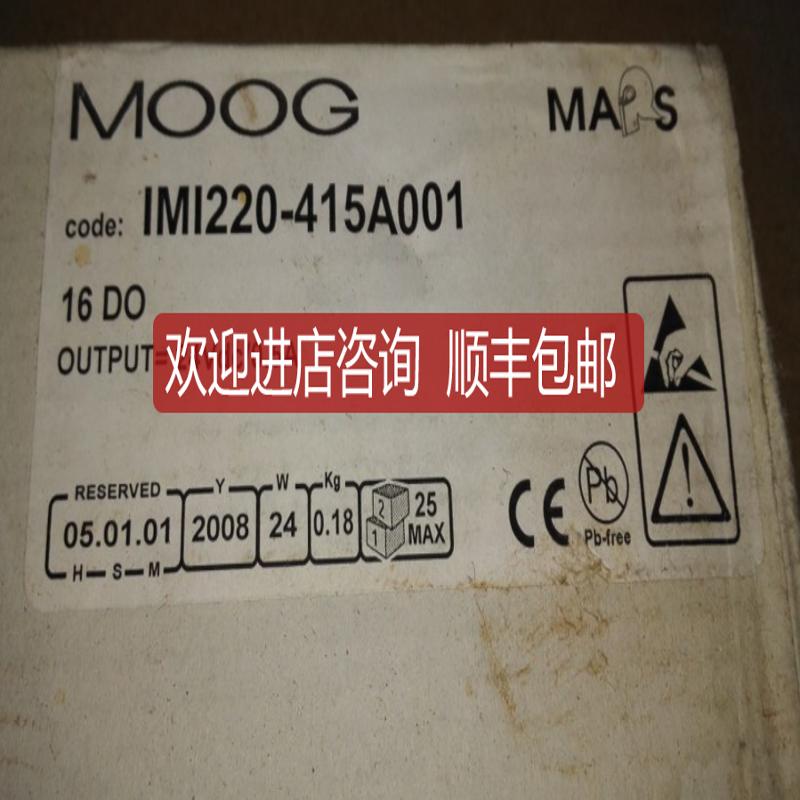 MOOG
MARS
code: IMI220-415A001
16 DO
OUTPUT=
欢迎进店咨询 顺丰包邮
RESERVED Y W Kg
05.01.01 2008 24 0.18 2 1 25 MAX
H S M
CE
Pb
Pb-free